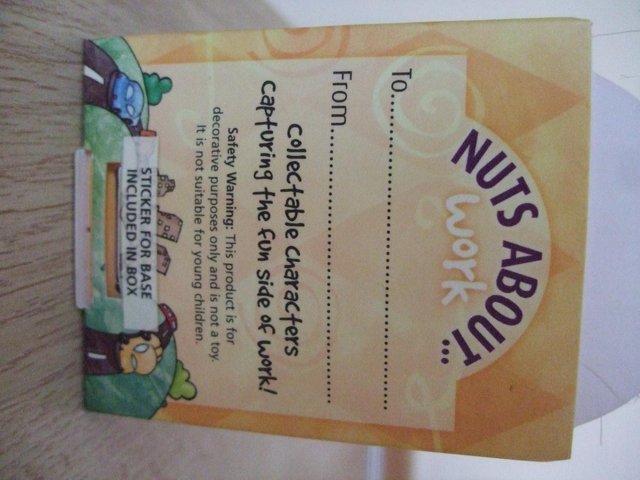 NUTS ABOUT...
work
To................................................
From..........................................
Collectable characters
capturing the fun side of work!
Safety Warning: This product is for
decorative purposes only and is not a toy.
It is not suitable for young children.
STICKER FOR BASE
INCLUDED IN BOX